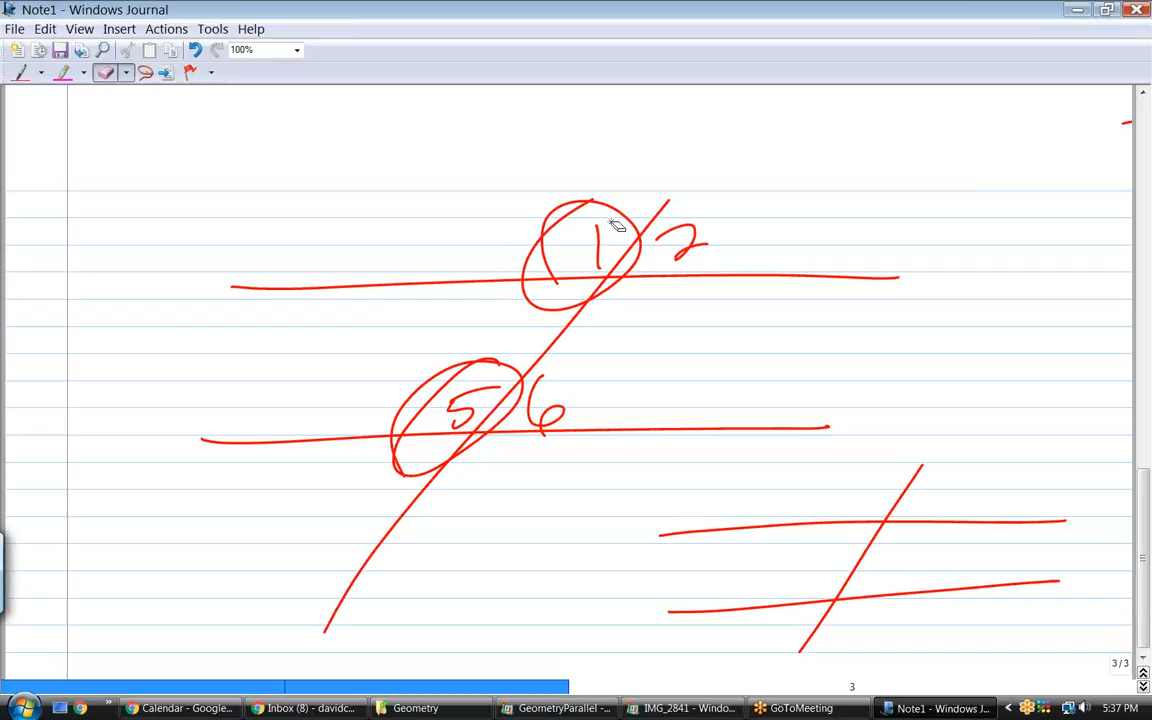 Note1 - Windows Journal
File Edit View Insert Actions Tools Help
100%
1 2
5 6
3/3
3
Calendar - Google... Inbox (8) - davidc... Geometry GeometryParallel -... IMG_2841 - Windo... GoToMeeting Note1 - Windows J... 5:37 PM